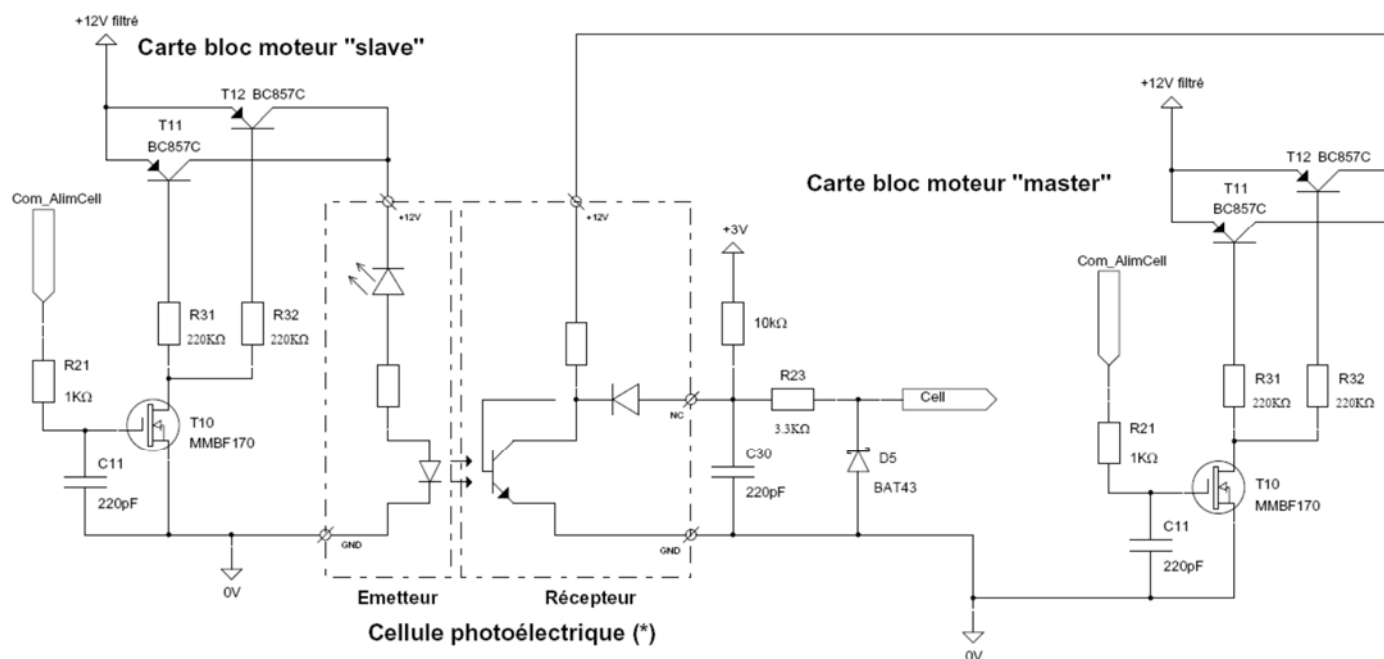 +12V filtré
Carte bloc moteur "slave"
T12 BC857C
T11
BC857C
Com_AlimCell
R31
220KΩ
R32
220KΩ
R21
1KΩ
T10
MMBF170
C11
220pF
0V
+12V
GND
Emetteur
+12V
NC
GND
Récepteur
Cellule photoélectrique (*)
+3V
10kΩ
R23
3.3KΩ
Cell
C30
220pF
D5
BAT43
0V
Carte bloc moteur "master"
+12V filtré
T12 BC857C
T11
BC857C
Com_AlimCell
R31
220KΩ
R32
220KΩ
R21
1KΩ
T10
MMBF170
C11
220pF